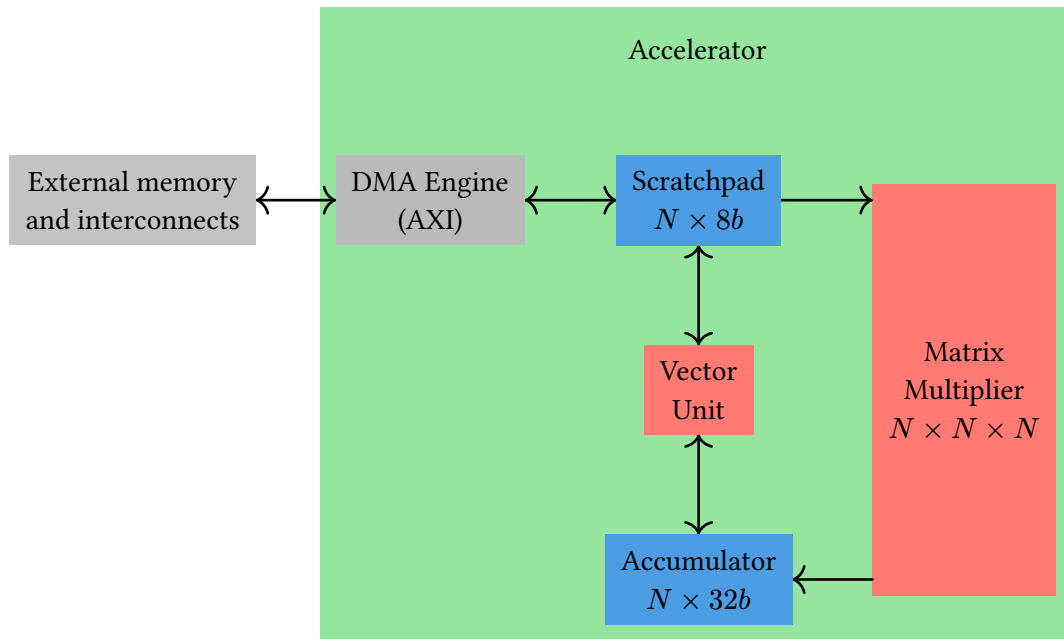 Accelerator
External memory
and interconnects
DMA Engine
(AXI)
Scratchpad
N × 8b
Vector
Unit
Matrix
Multiplier
N × N × N
Accumulator
N × 32b